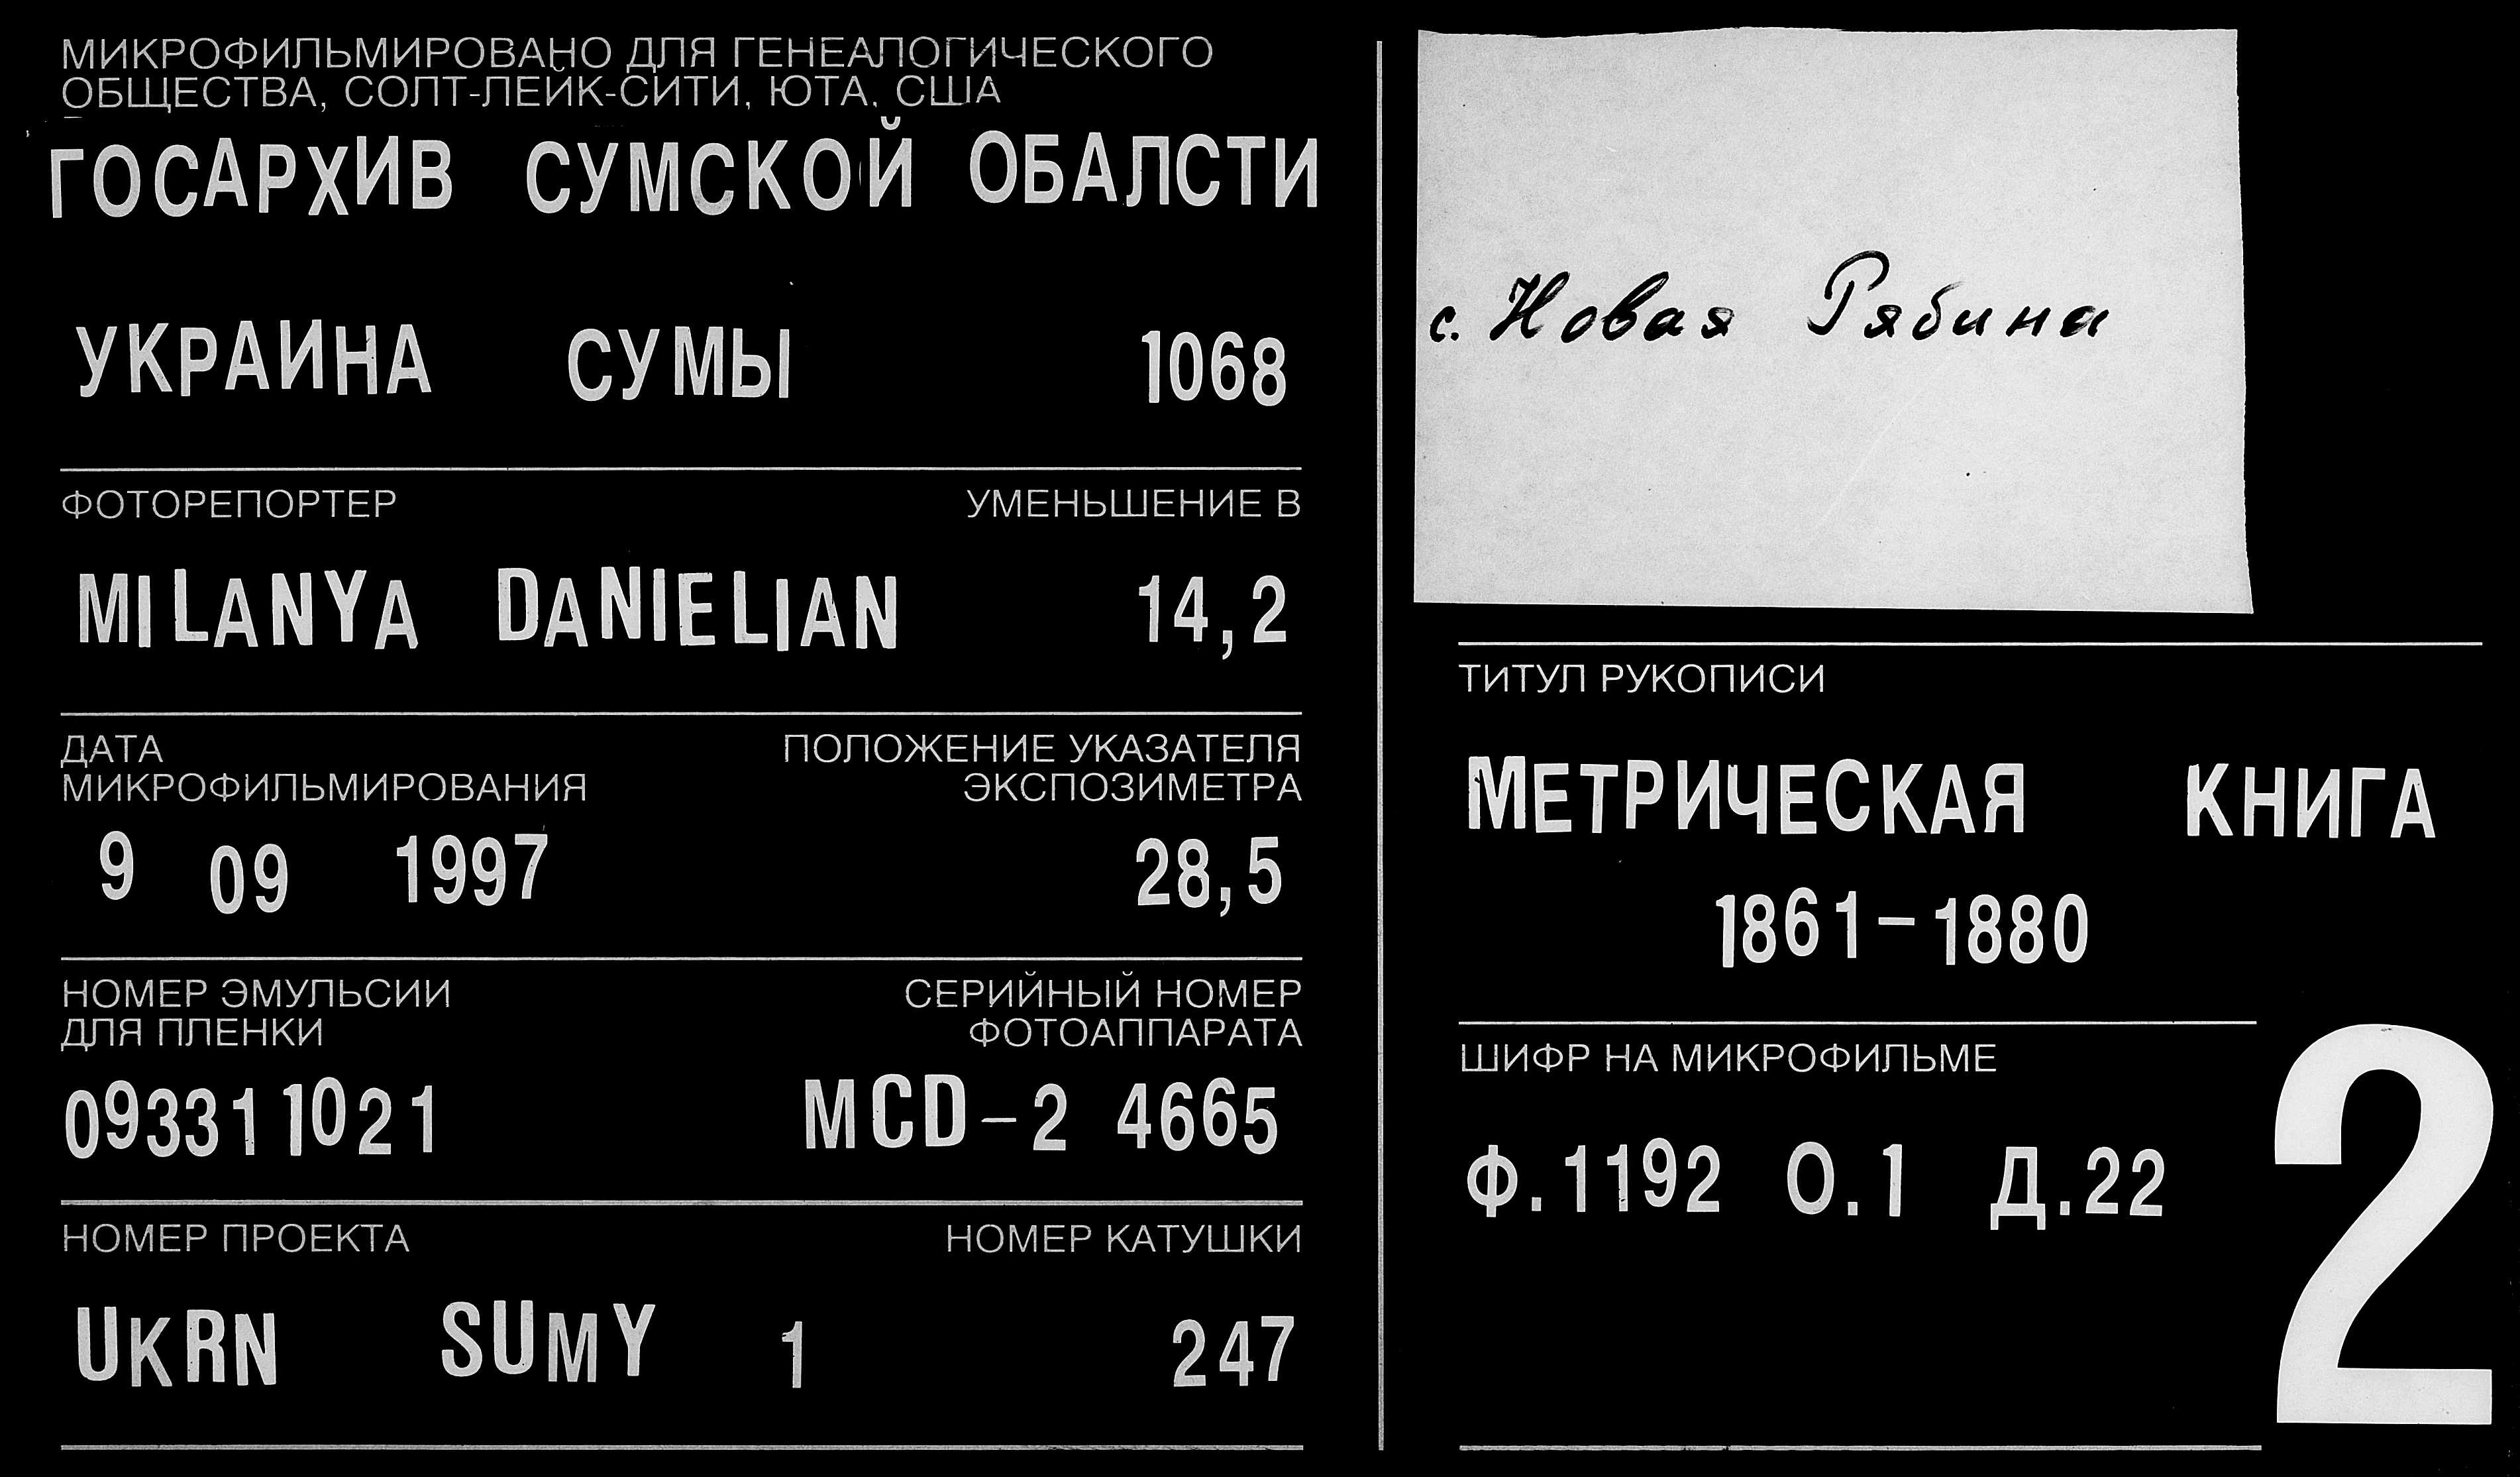 МИКРОФИЛЬМИРОВАНО ДЛЯ ГЕНЕАЛОГИЧЕСКОГО
ОБЩЕСТВА, СОЛТ-ЛЕЙК-СИТИ, ЮТА, США
ГОСАРХИВ СУМСКОЙ ОБАЛСТИ
УКРАИНА СУМЫ 1068
ФОТОРЕПОРТЕР УМЕНЬШЕНИЕ В
MILANYA DANIELIAN 14,2
ДАТА ПОЛОЖЕНИЕ УКАЗАТЕЛЯ
МИКРОФИЛЬМИРОВАНИЯ ЭКСПОЗИМЕТРА
9 09 1997 28,5
НОМЕР ЭМУЛЬСИИ СЕРИЙНЫЙ НОМЕР
ДЛЯ ПЛЕНКИ ФОТОАППАРАТА
09331 1021 MCD-2 4665
НОМЕР ПРОЕКТА НОМЕР КАТУШКИ
UKRN SUMY 1 247
с. Новая Рябина
ТИТУЛ РУКОПИСИ
МЕТРИЧЕСКАЯ КНИГА
1861-1880
ШИФР НА МИКРОФИЛЬМЕ
Ф.1192 О.1 Д.22
2